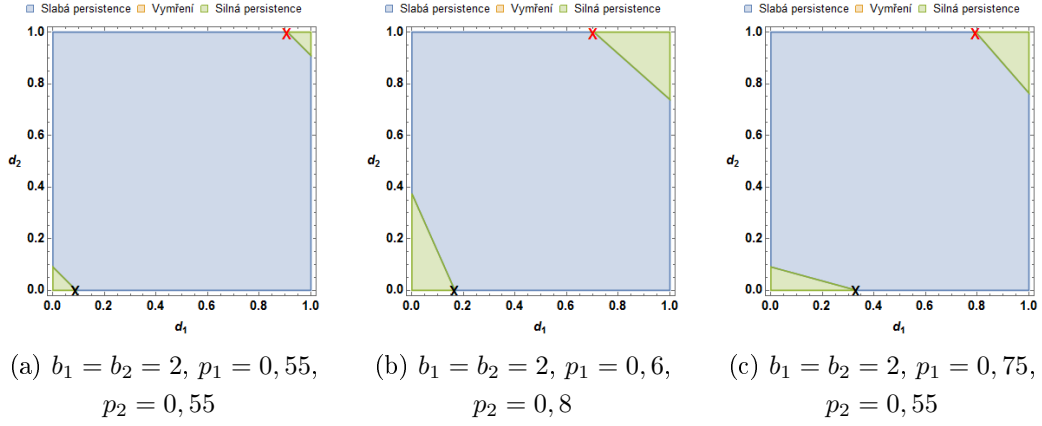 Slabá persistence Vymření Silná persistence
1.0
0.8
0.6
0.4
0.2
0.0
d₂
X
X
0.0 0.2 0.4 0.6 0.8 1.0
d₁
(a) b₁ = b₂ = 2, p₁ = 0, 55,
p₂ = 0, 55
Slabá persistence Vymření Silná persistence
1.0
0.8
0.6
0.4
0.2
0.0
d₂
X
X
0.0 0.2 0.4 0.6 0.8 1.0
d₁
(b) b₁ = b₂ = 2, p₁ = 0, 6,
p₂ = 0, 8
Slabá persistence Vymření Silná persistence
1.0
0.8
0.6
0.4
0.2
0.0
d₂
X
X
0.0 0.2 0.4 0.6 0.8 1.0
d₁
(c) b₁ = b₂ = 2, p₁ = 0, 75,
p₂ = 0, 55